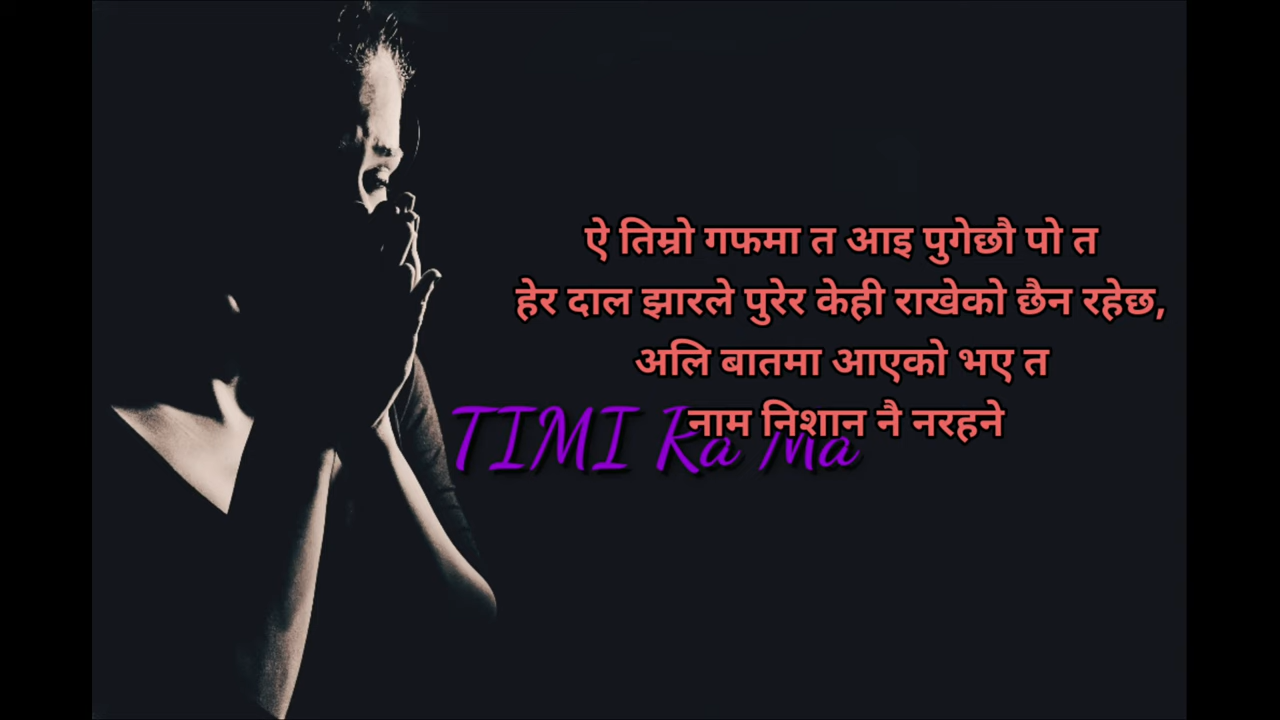 ऐ तिम्रो गफमा त आइ पुगेछौ पो त
हेर दाल झारले पुरेर केही राखेको छैन रहेछ,
अलि बातमा आएको भए त
नाम निशान नै नरहने
TIMI Ka Ma